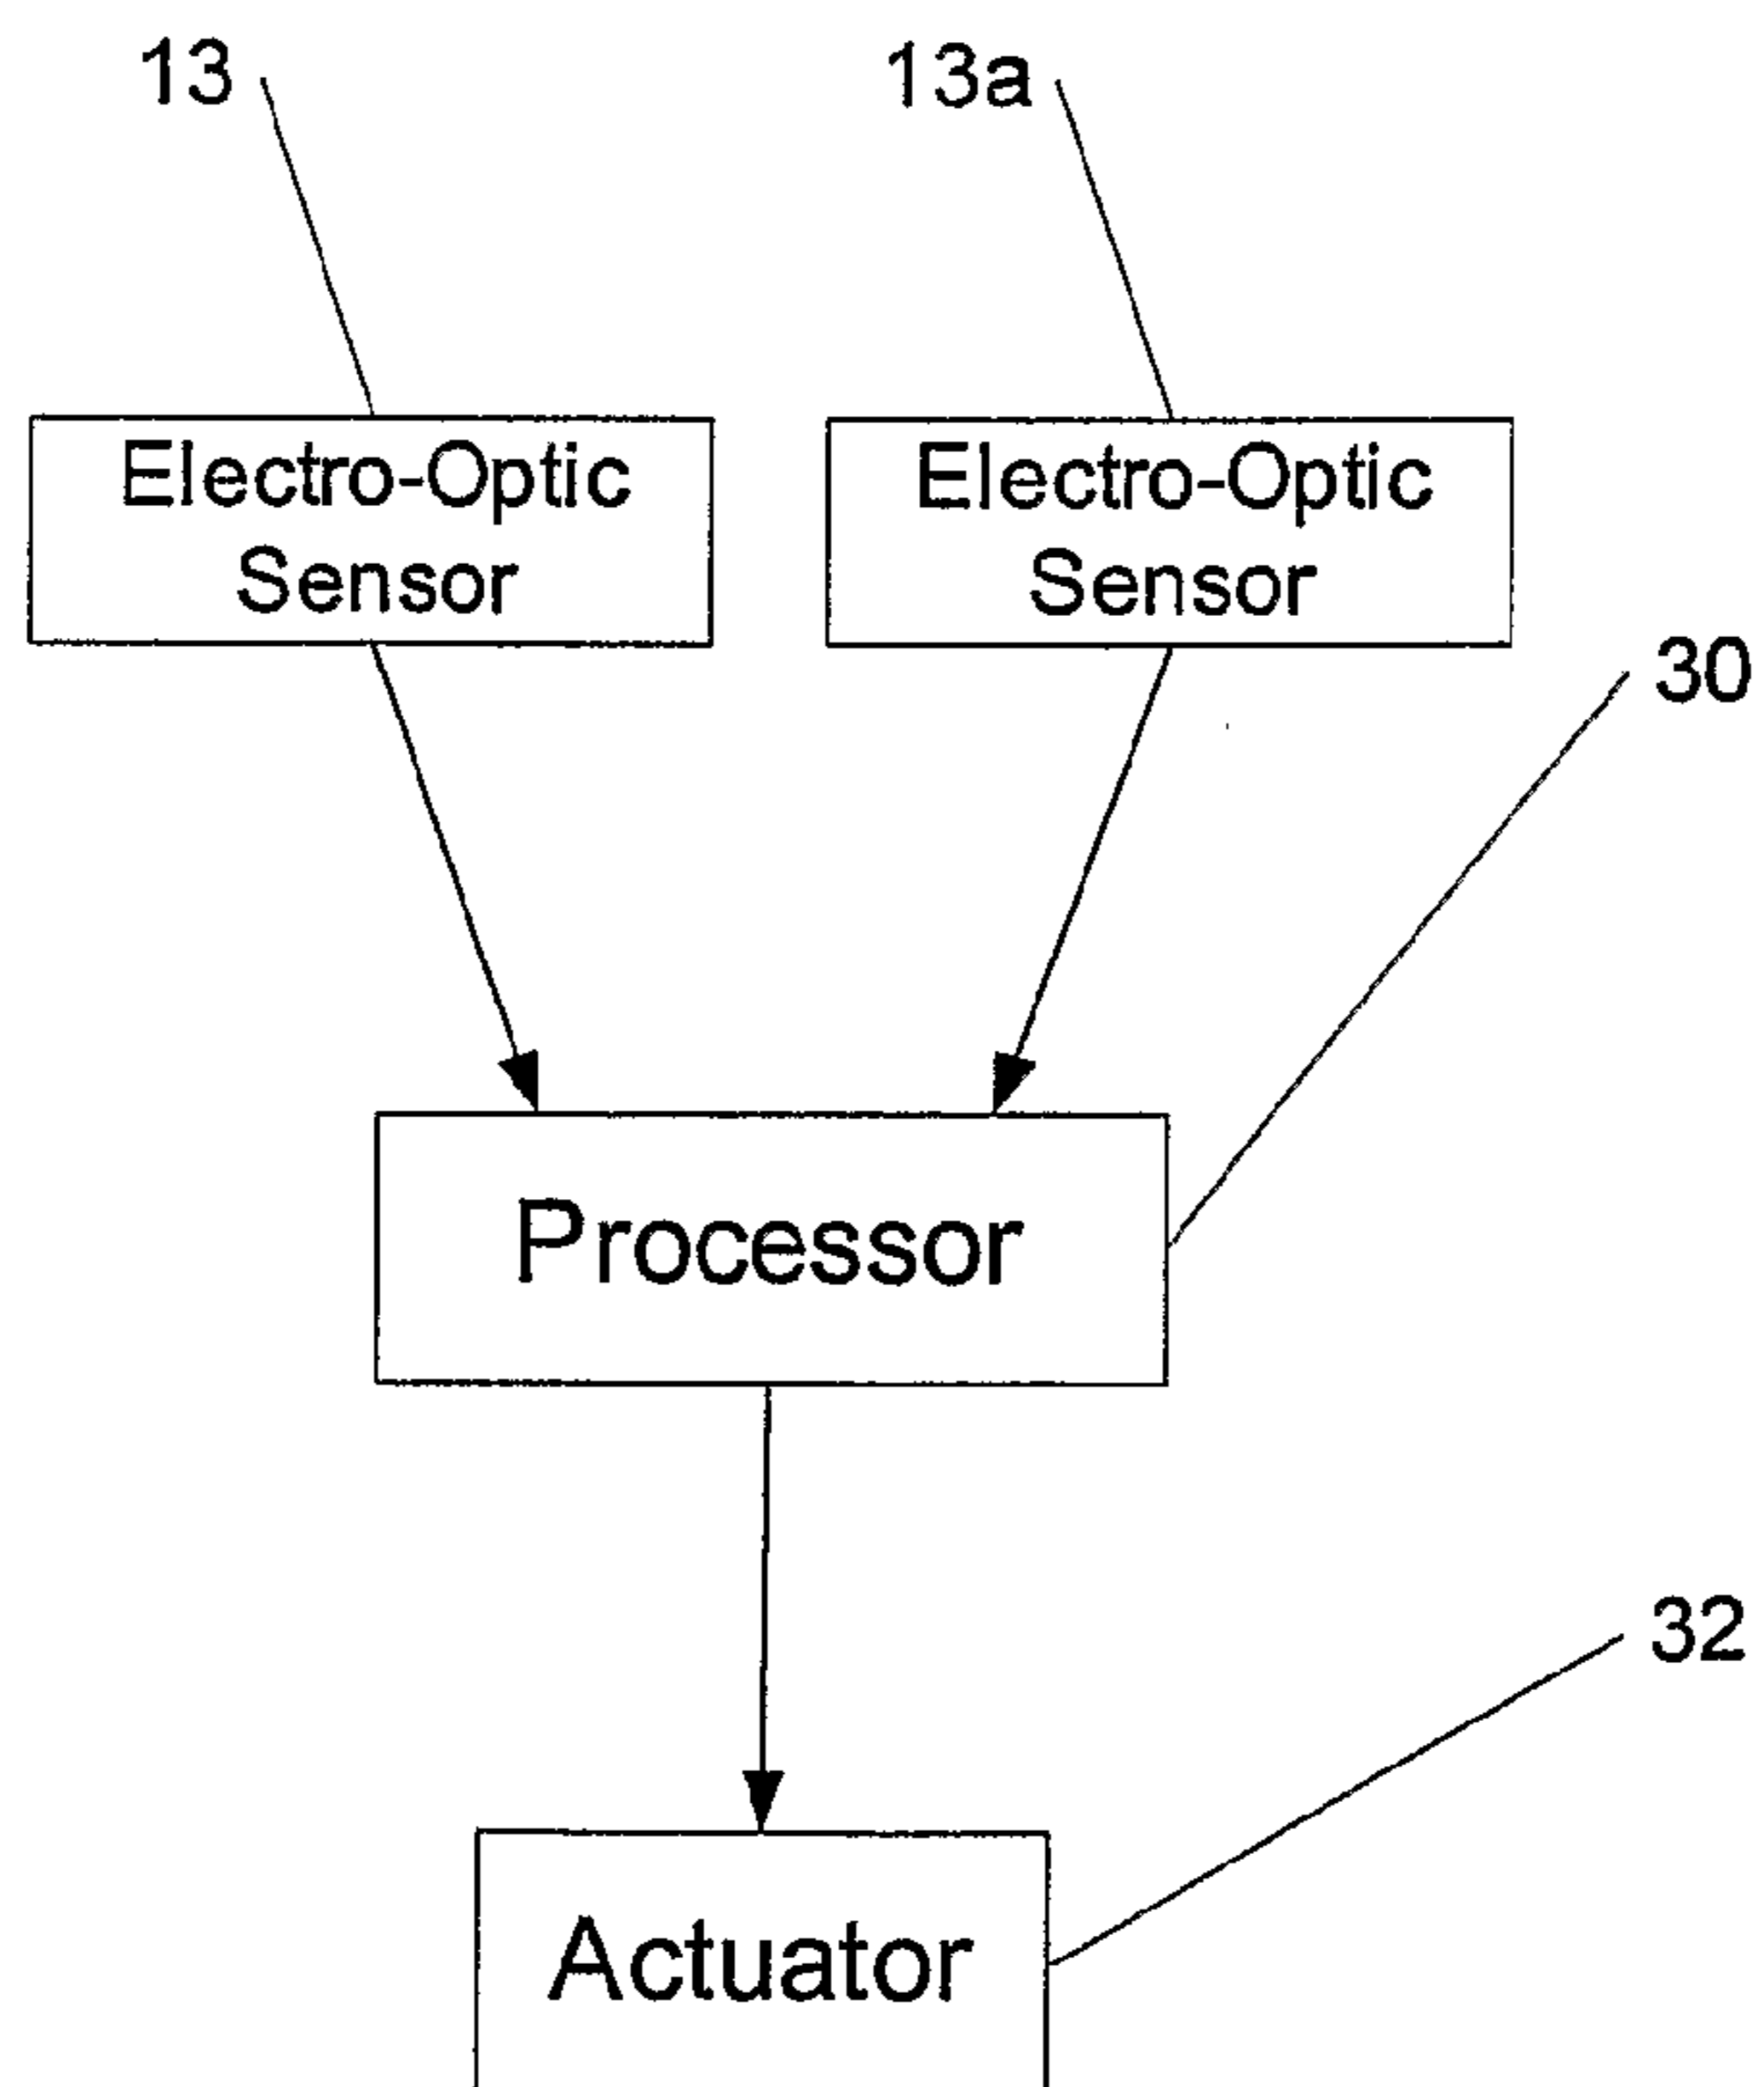 13
13a
Electro-Optic
Sensor
Electro-Optic
Sensor
30
Processor
32
Actuator